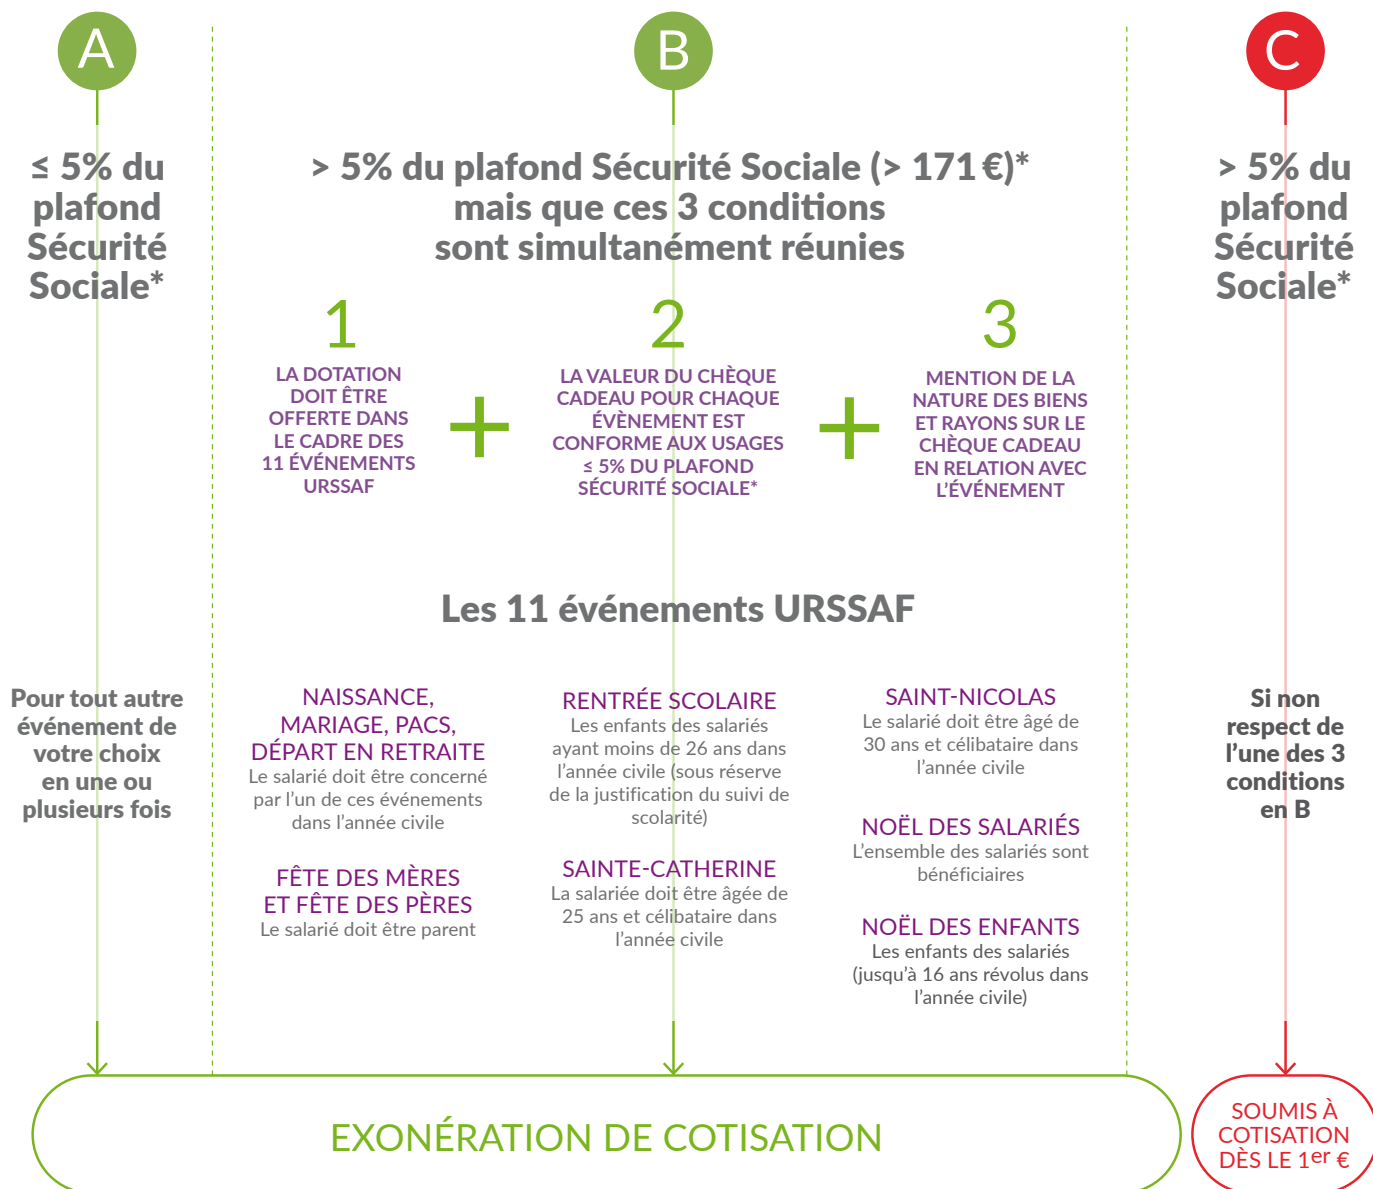 A
≤ 5% du
plafond
Sécurité
Sociale*
Pour tout autre
événement de
votre choix
en une ou
plusieurs fois
B
> 5% du plafond Sécurité Sociale (> 171 €)*
mais que ces 3 conditions
sont simultanément réunies
1
LA DOTATION
DOIT ÊTRE
OFFERTE DANS
LE CADRE DES
11 ÉVÉNEMENTS
URSSAF
+
2
LA VALEUR DU CHÈQUE
CADEAU POUR CHAQUE
ÉVÈNEMENT EST
CONFORME AUX USAGES
≤ 5% DU PLAFOND
SÉCURITÉ SOCIALE*
+
3
MENTION DE LA
NATURE DES BIENS
ET RAYONS SUR LE
CHÈQUE CADEAU
EN RELATION AVEC
L’ÉVÉNEMENT
Les 11 événements URSSAF
NAISSANCE,
MARIAGE, PACS,
DÉPART EN RETRAITE
Le salarié doit être concerné
par l’un de ces événements
dans l’année civile
FÊTE DES MÈRES
ET FÊTE DES PÈRES
Le salarié doit être parent
RENTRÉE SCOLAIRE
Les enfants des salariés
ayant moins de 26 ans dans
l’année civile (sous réserve
de la justification du suivi de
scolarité)
SAINTE-CATHERINE
La salariée doit être âgée de
25 ans et célibataire dans
l’année civile
SAINT-NICOLAS
Le salarié doit être âgé de
30 ans et célibataire dans
l’année civile
NOËL DES SALARIÉS
L’ensemble des salariés sont
bénéficiaires
NOËL DES ENFANTS
Les enfants des salariés
(jusqu’à 16 ans révolus dans
l’année civile)
C
> 5% du
plafond
Sécurité
Sociale*
Si non
respect de
l’une des 3
conditions
en B
EXONÉRATION DE COTISATION
SOUMIS À
COTISATION
DÈS LE 1er €